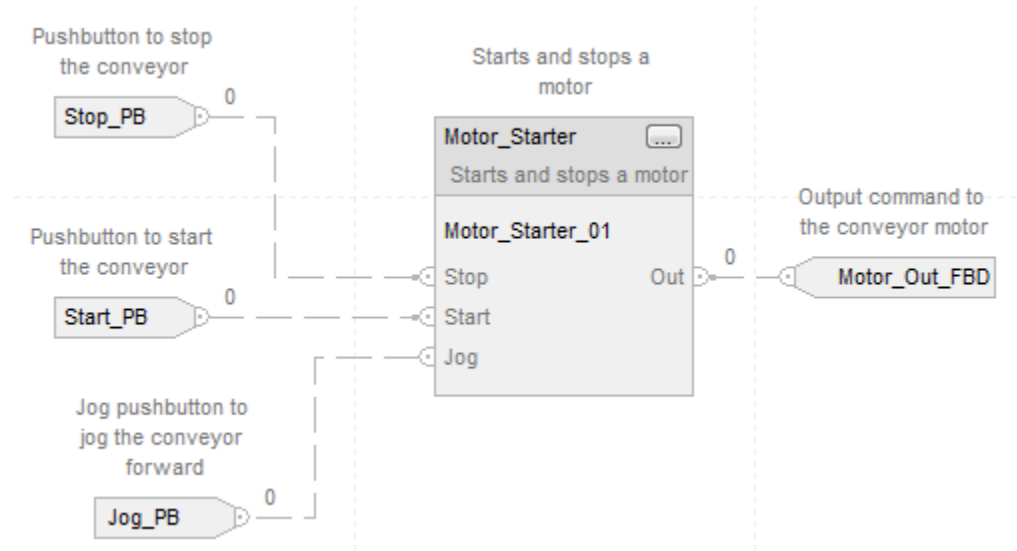 Pushbutton to stop
the conveyor
0
Stop_PB
Pushbutton to start
the conveyor
0
Start_PB
Jog pushbutton to
jog the conveyor
forward
0
Jog_PB
Starts and stops a
motor
Motor_Starter ...
Starts and stops a motor
Motor_Starter_01
Stop Out
Start
Jog
0
Output command to
the conveyor motor
Motor_Out_FBD